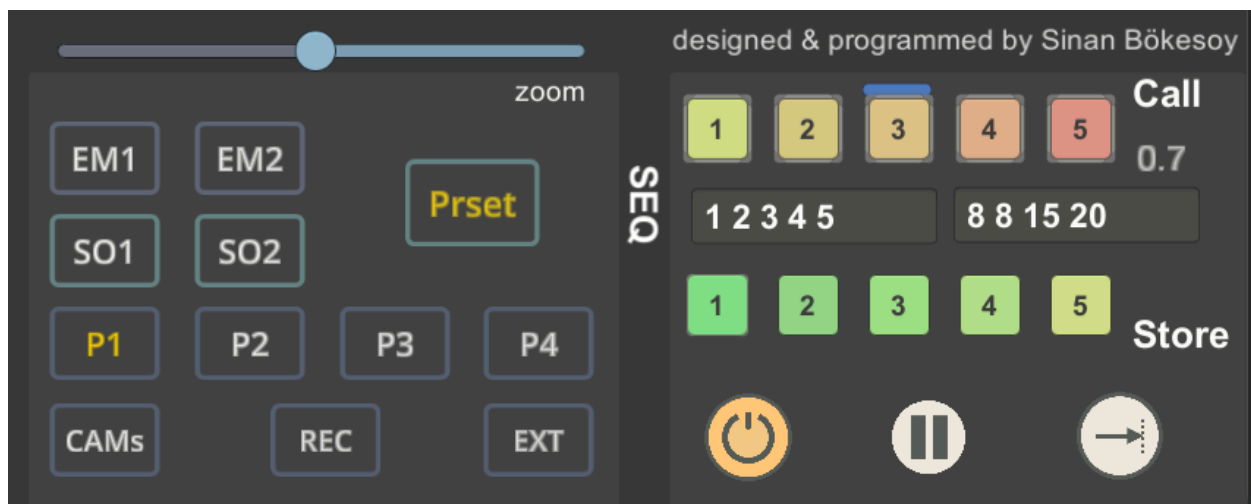 designed & programmed by Sinan Bökesoy
zoom
EM1 EM2
Prset
SO1 SO2
P1 P2 P3 P4
CAMs REC EXT
SEQ
1 2 3 4 5 Call
0.7
1 2 3 4 5 8 8 15 20
1 2 3 4 5
Store